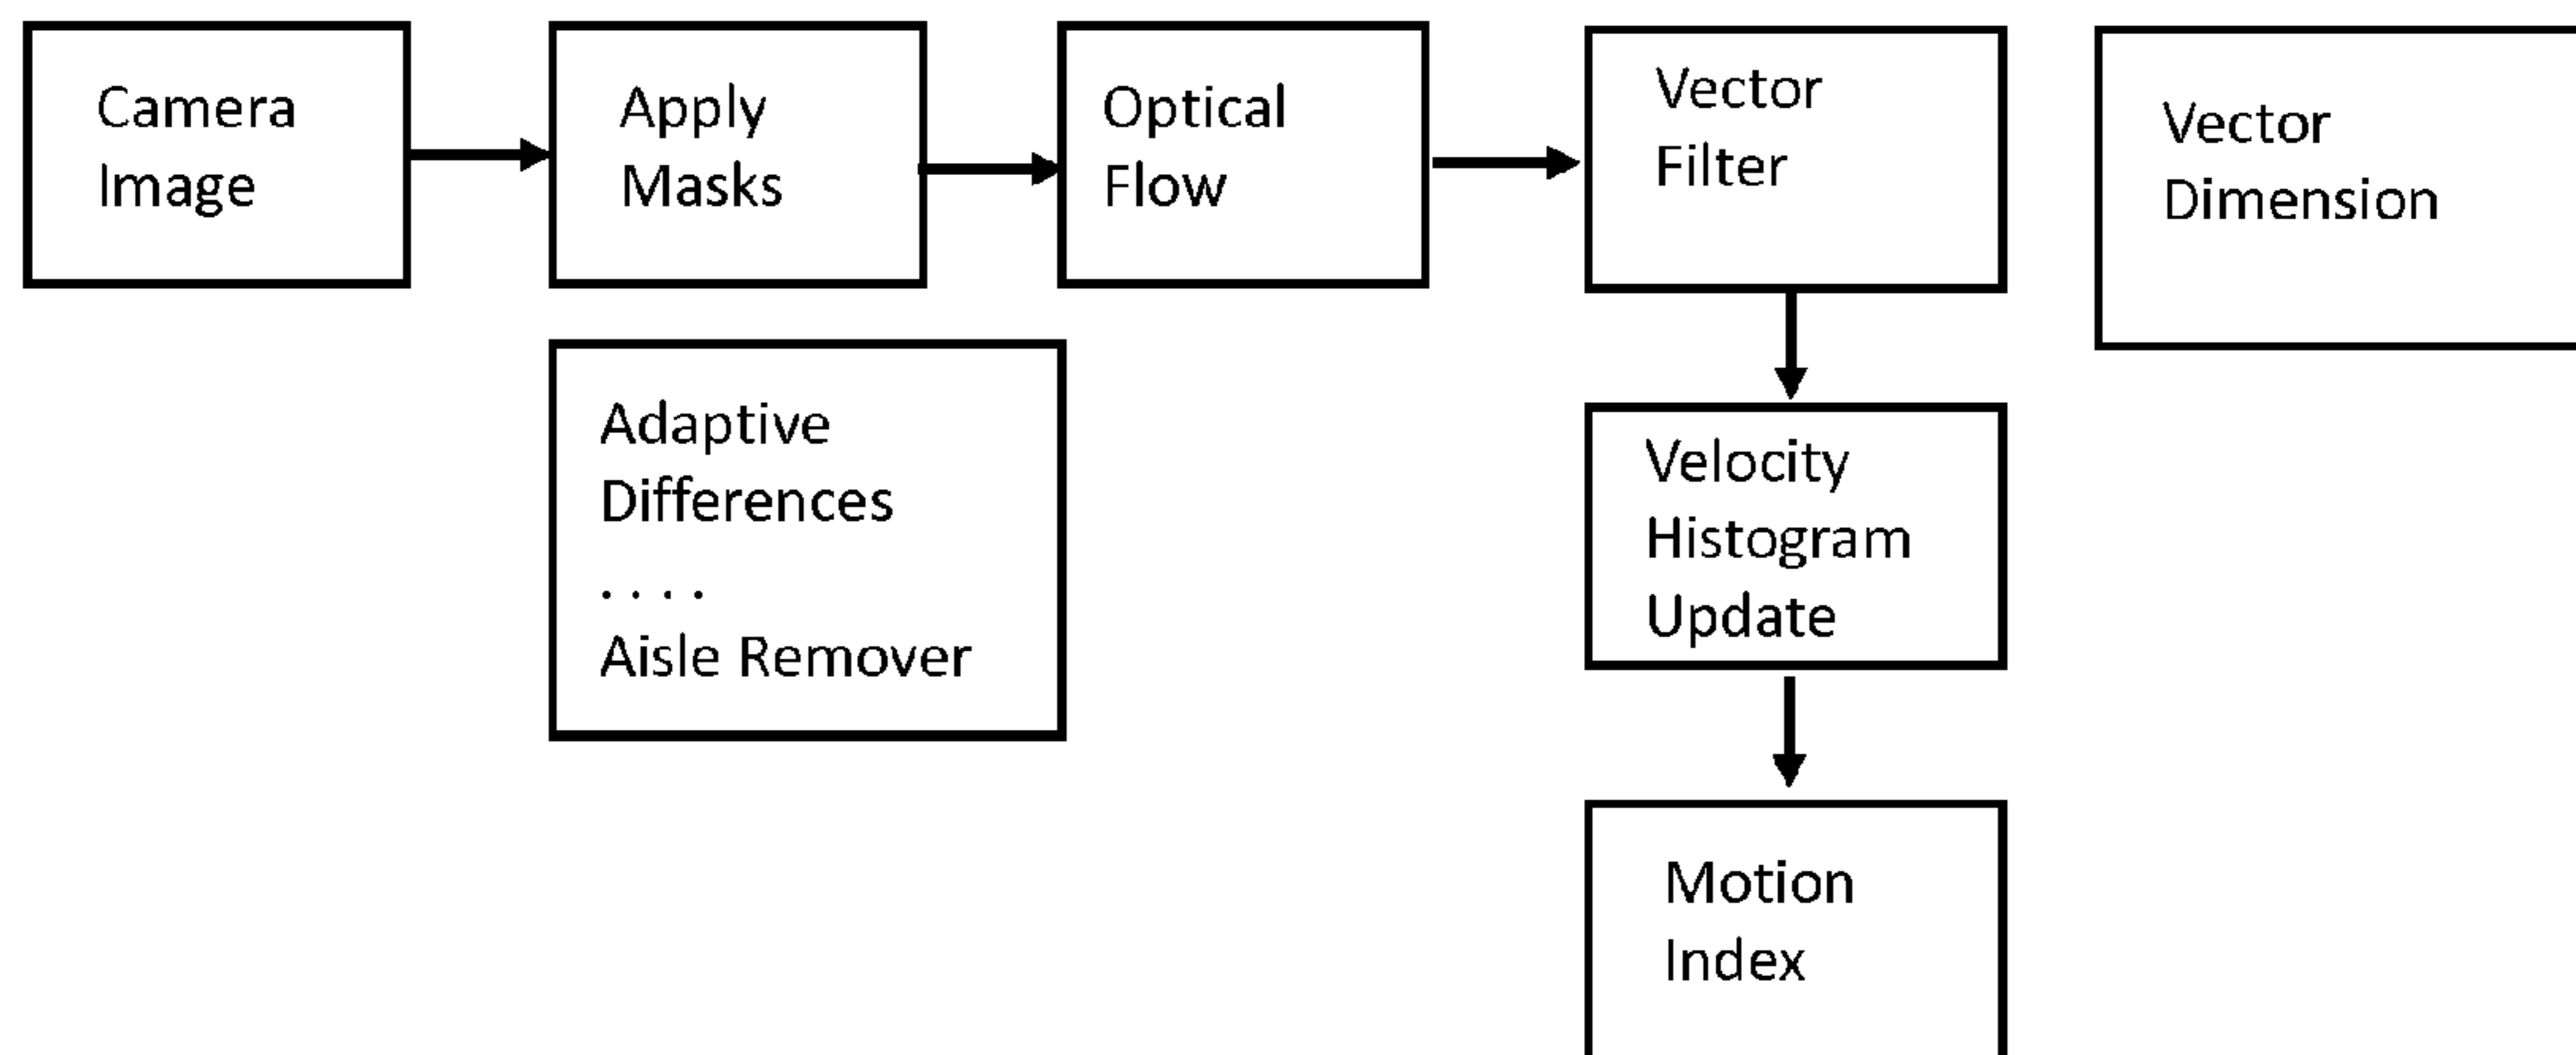 Camera
Image
Apply
Masks
Optical
Flow
Vector
Filter
Vector
Dimension
Adaptive
Differences
. . . .
Aisle Remover
Velocity
Histogram
Update
Motion
Index